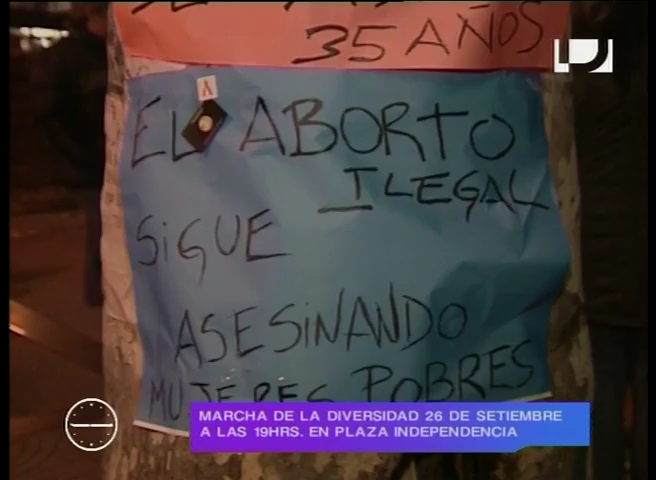 35 AÑOS
EL ABORTO
ILEGAL
SIGUE
ASESINANDO
MUJERES POBRES
MARCHA DE LA DIVERSIDAD 26 DE SETIEMBRE
A LAS 19HRS. EN PLAZA INDEPENDENCIA